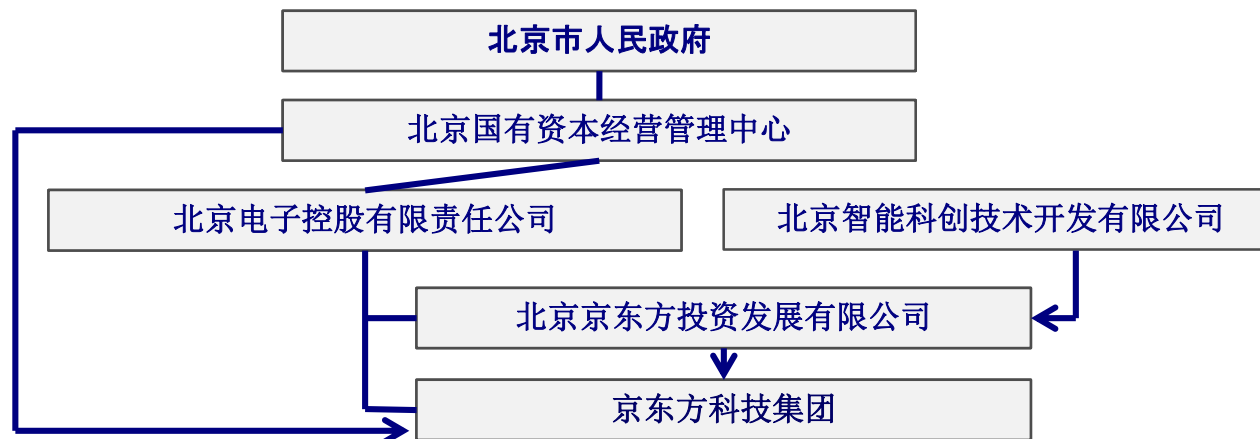 北京市人民政府
北京国有资本经营管理中心
北京电子控股有限责任公司
北京智能科创技术开发有限公司
北京京东方投资发展有限公司
京东方科技集团